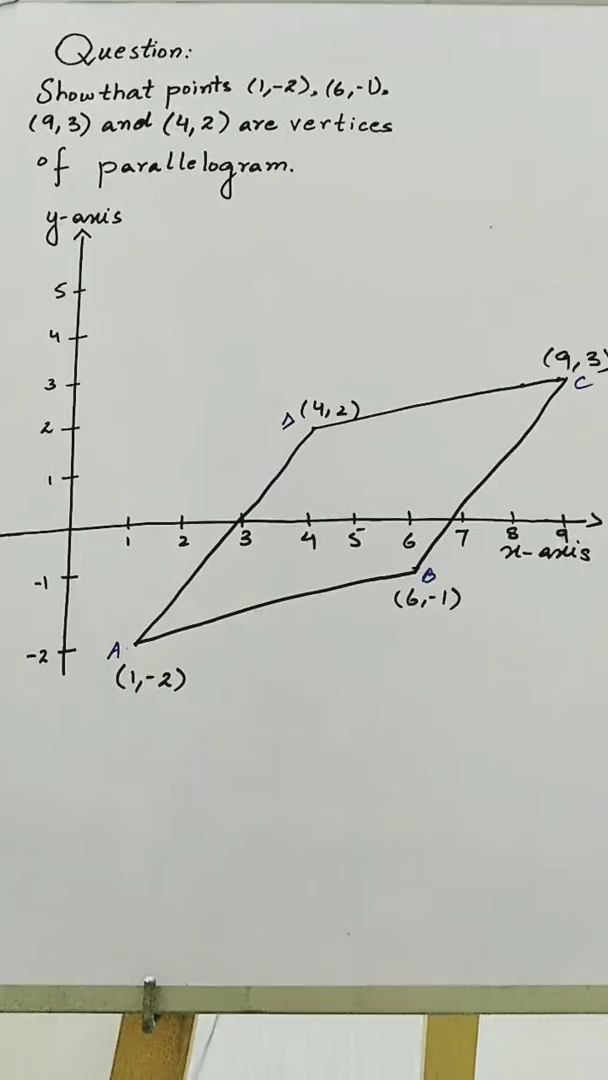 Question:
Show that points (1,-2), (6,-1).
(9,3) and (4,2) are vertices
of parallelogram.
y-axis
5
4
(9,3)
3
C
D (4,2)
2
1
1 2 3 4 5 6 7 8 9
x-axis
-1
B
(6,-1)
-2
A
(1,-2)